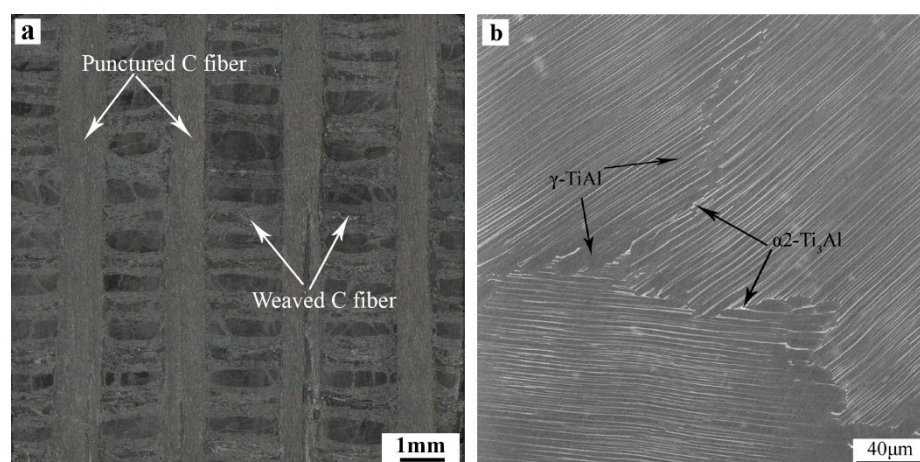 a
Punctured C fiber
Weaved C fiber
1mm
b
γ-TiAl
α2-Ti₃Al
40μm